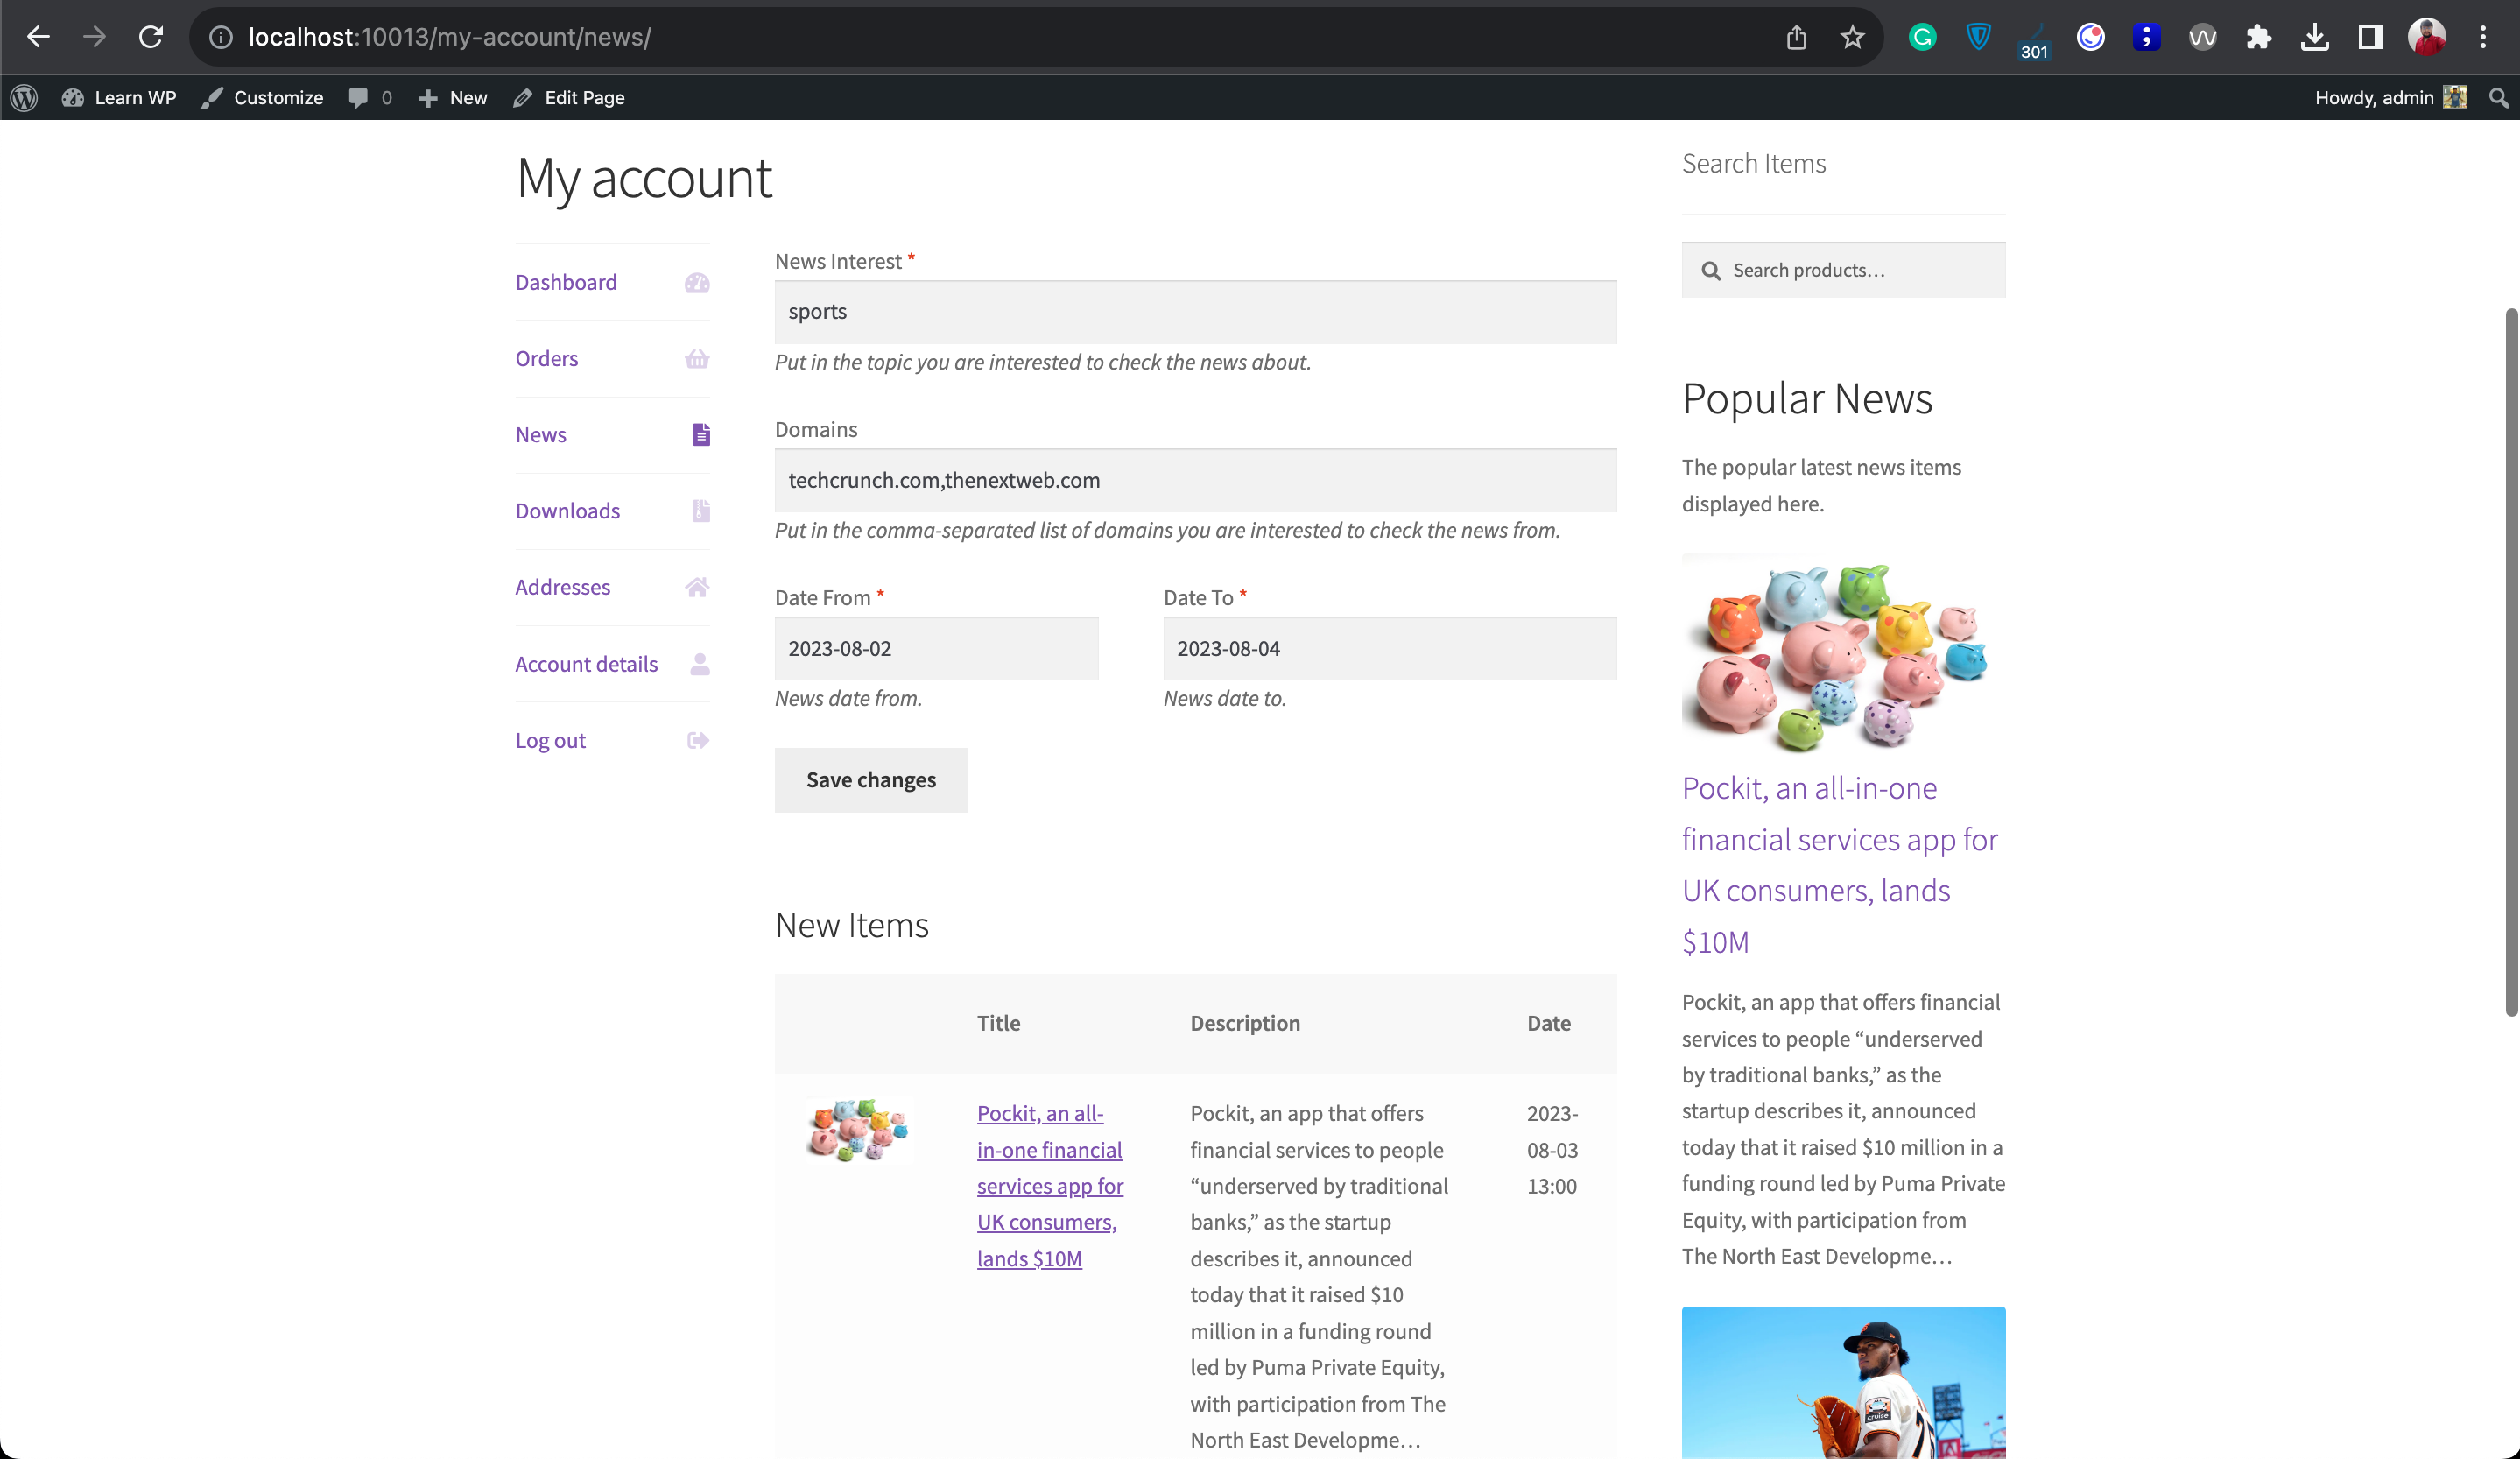 localhost:10013/my-account/news/
301
Learn WP
Customize
0
New
Edit Page
Howdy, admin
My account
Dashboard
Orders
News
Downloads
Addresses
Account details
Log out
News Interest *
sports
Put in the topic you are interested to check the news about.
Domains
techcrunch.com,thenextweb.com
Put in the comma-separated list of domains you are interested to check the news from.
Date From *
2023-08-02
News date from.
Date To *
2023-08-04
News date to.
Save changes
New Items
Title
Description
Date
Pockit, an all-
in-one financial
services app for
UK consumers,
lands $10M
Pockit, an app that offers
financial services to people
“underserved by traditional
banks,” as the startup
describes it, announced
today that it raised $10
million in a funding round
led by Puma Private Equity,
with participation from The
North East Developme…
2023-
08-03
13:00
Search Items
Search products…
Popular News
The popular latest news items
displayed here.
Pockit, an all-in-one
financial services app for
UK consumers, lands
$10M
Pockit, an app that offers financial
services to people “underserved
by traditional banks,” as the
startup describes it, announced
today that it raised $10 million in a
funding round led by Puma Private
Equity, with participation from
The North East Developme…
cruise